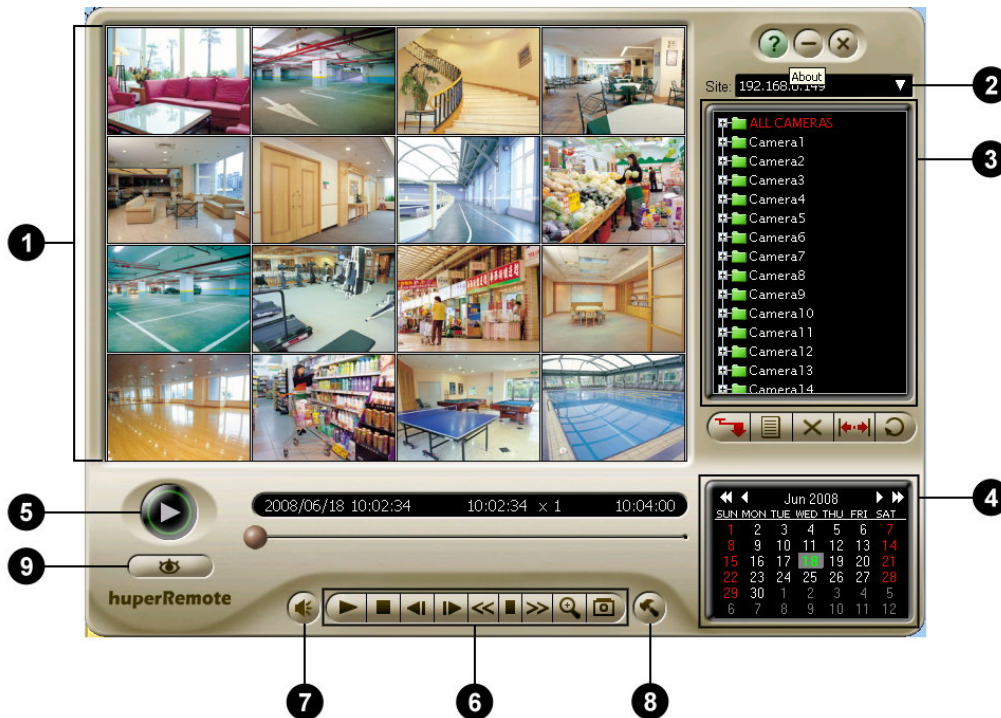 ?
About
Site: 192.168.0.149
ALL CAMERAS
Camera1
Camera2
Camera3
Camera4
Camera5
Camera6
Camera7
Camera8
Camera9
Camera10
Camera11
Camera12
Camera13
Camera14
2008/06/18 10:02:34 10:02:34 × 1 10:04:00
Jun 2008
SUN MON TUE WED THU FRI SAT
1 2 3 4 5 6 7
8 9 10 11 12 13 14
15 16 17 18 19 20 21
22 23 24 25 26 27 28
29 30 1 2 3 4 5
6 7 8 9 10 11 12
huperRemote
1
2
3
4
5
9
7
6
8